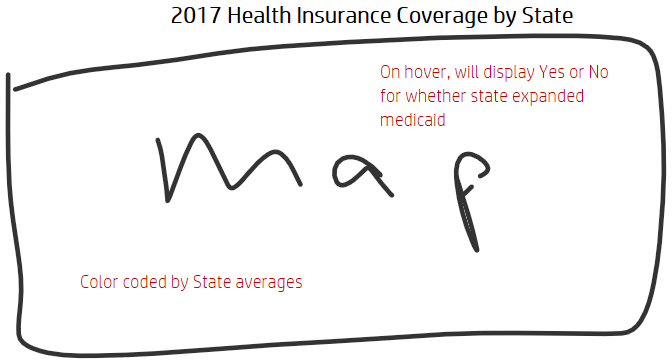 2017 Health Insurance Coverage by State
On hover, will display Yes or No
for whether state expanded
medicaid
map
Color coded by State averages